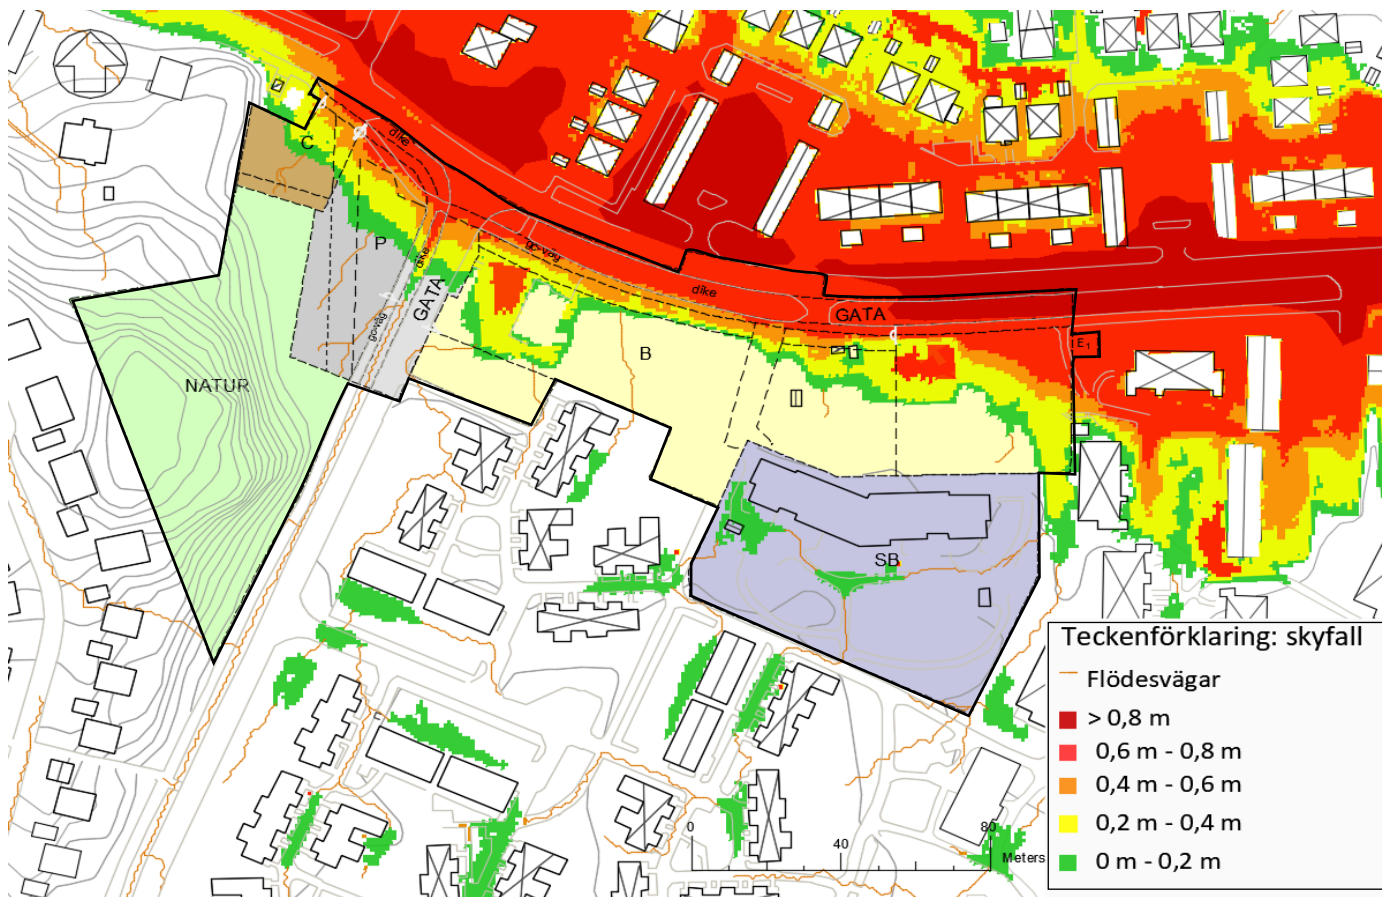 dike
C
P
dike
gc-väg
GATA
gc-väg
dike
GATA
E1
B
NATUR
SB
0
40
80
Meters
Teckenförklaring: skyfall
Flödesvägar
> 0,8 m
0,6 m - 0,8 m
0,4 m - 0,6 m
0,2 m - 0,4 m
0 m - 0,2 m